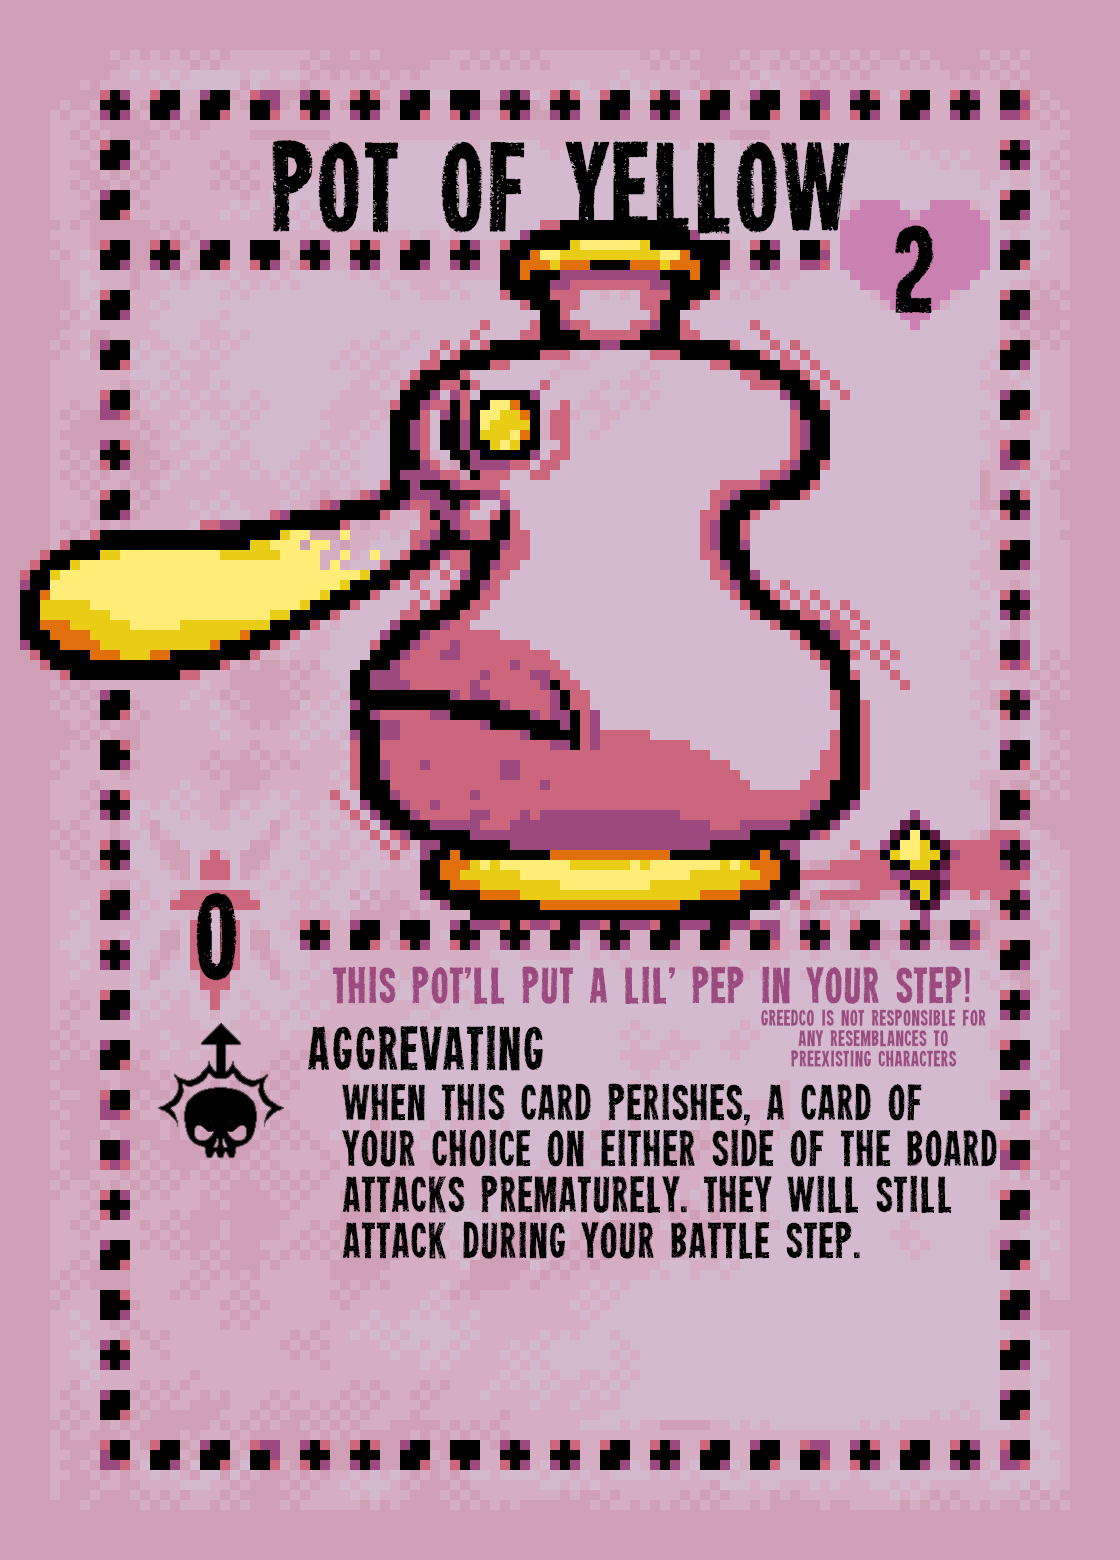 POT OF YELLOW
2
0
THIS POT'LL PUT A LIL' PEP IN YOUR STEP!
GREEDCO IS NOT RESPONSIBLE FOR
ANY RESEMBLANCES TO
PREEXISTING CHARACTERS
AGGREVATING
WHEN THIS CARD PERISHES, A CARD OF
YOUR CHOICE ON EITHER SIDE OF THE BOARD
ATTACKS PREMATURELY. THEY WILL STILL
ATTACK DURING YOUR BATTLE STEP.